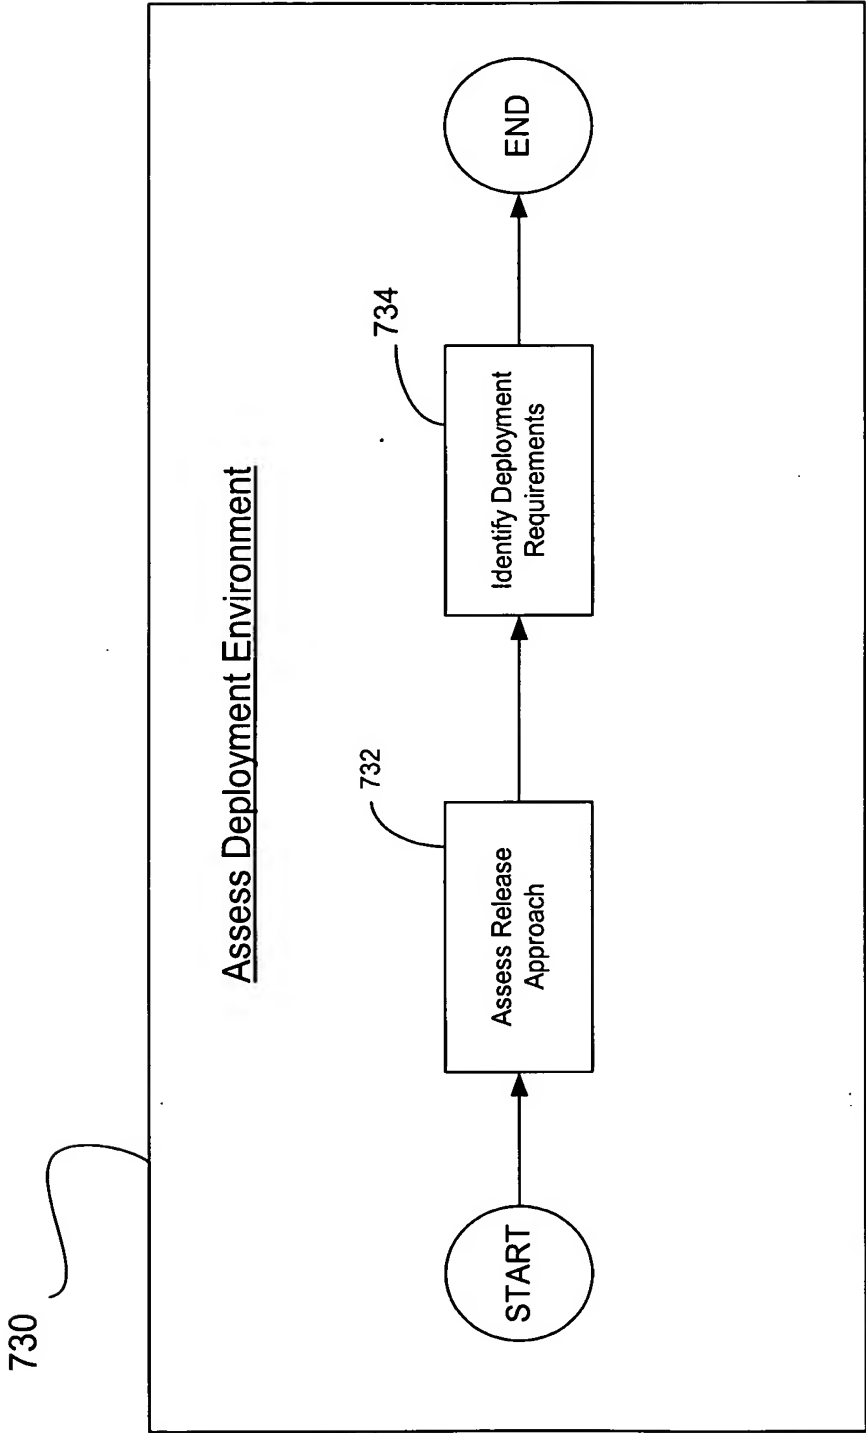 730
Assess Deployment Environment
START
732
Assess Release
Approach
734
Identify Deployment
Requirements
END